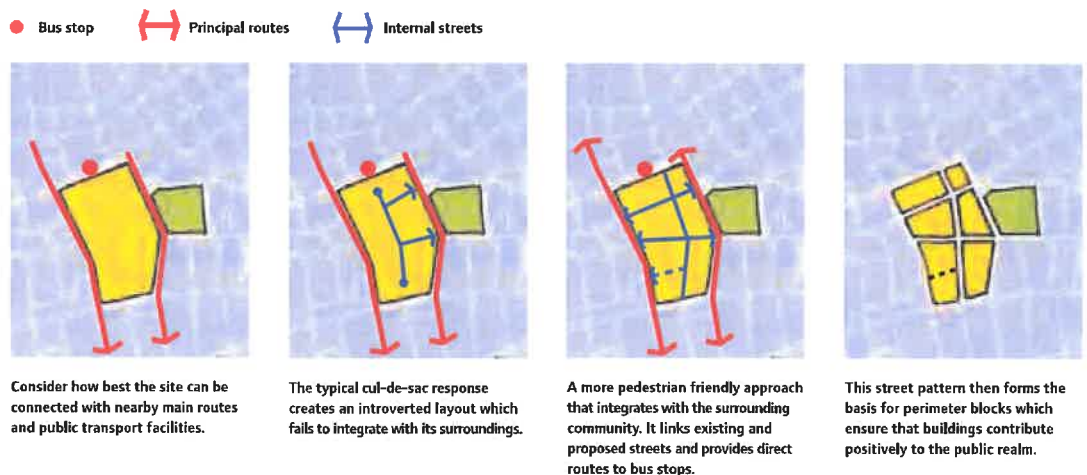 Bus stop
Principal routes
Internal streets
Consider how best the site can be
connected with nearby main routes
and public transport facilities.
The typical cul-de-sac response
creates an introverted layout which
fails to integrate with its surroundings.
A more pedestrian friendly approach
that integrates with the surrounding
community. It links existing and
proposed streets and provides direct
routes to bus stops.
This street pattern then forms the
basis for perimeter blocks which
ensure that buildings contribute
positively to the public realm.